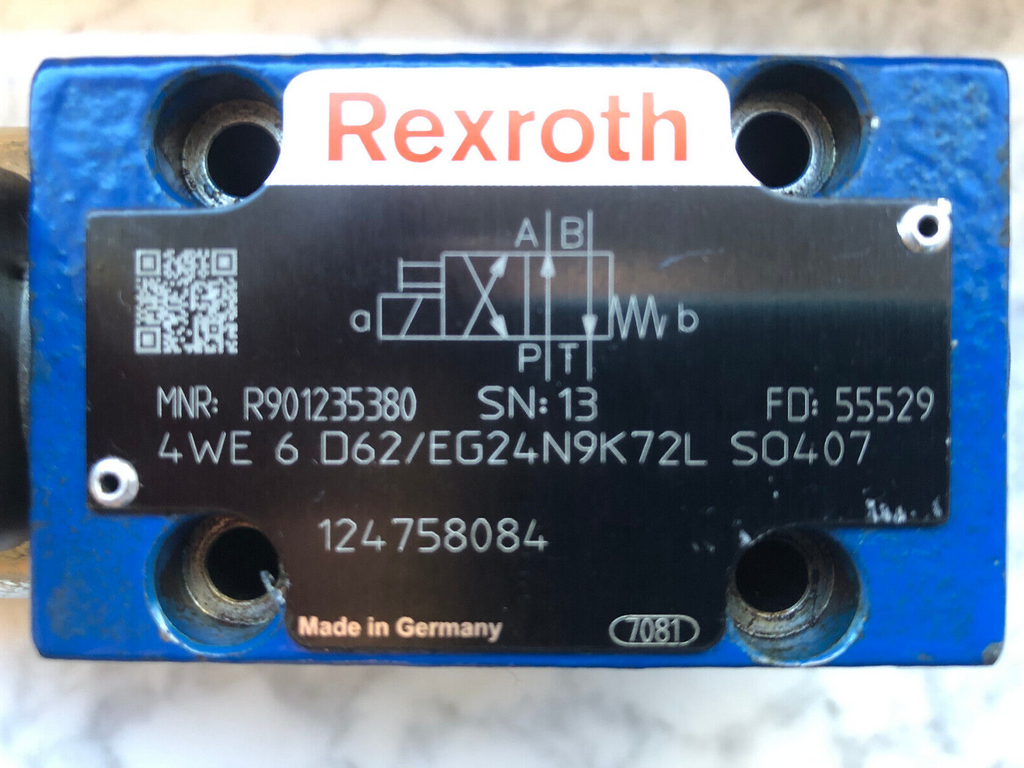 Rexroth
A B
a b
P T
MNR: R901235380 SN: 13 FD: 55529
4WE 6 D62/EG24N9K72L SO407
124758084
Made in Germany 7081